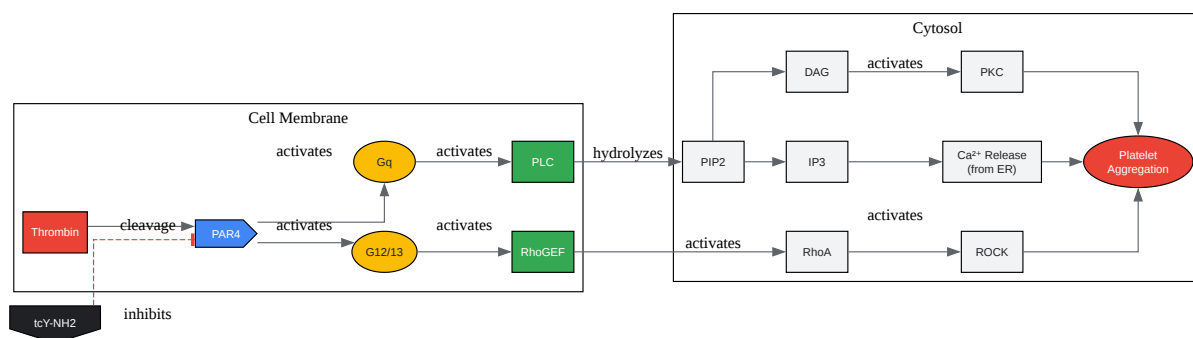 Cytosol
DAG
activates
PKC
Cell Membrane
activates
Gq
activates
PLC
hydrolyzes
PIP2
IP3
Ca²⁺ Release
(from ER)
Platelet
Aggregation
Thrombin
cleavage
PAR4
activates
G12/13
activates
RhoGEF
activates
RhoA
activates
ROCK
inhibits
tcY-NH2